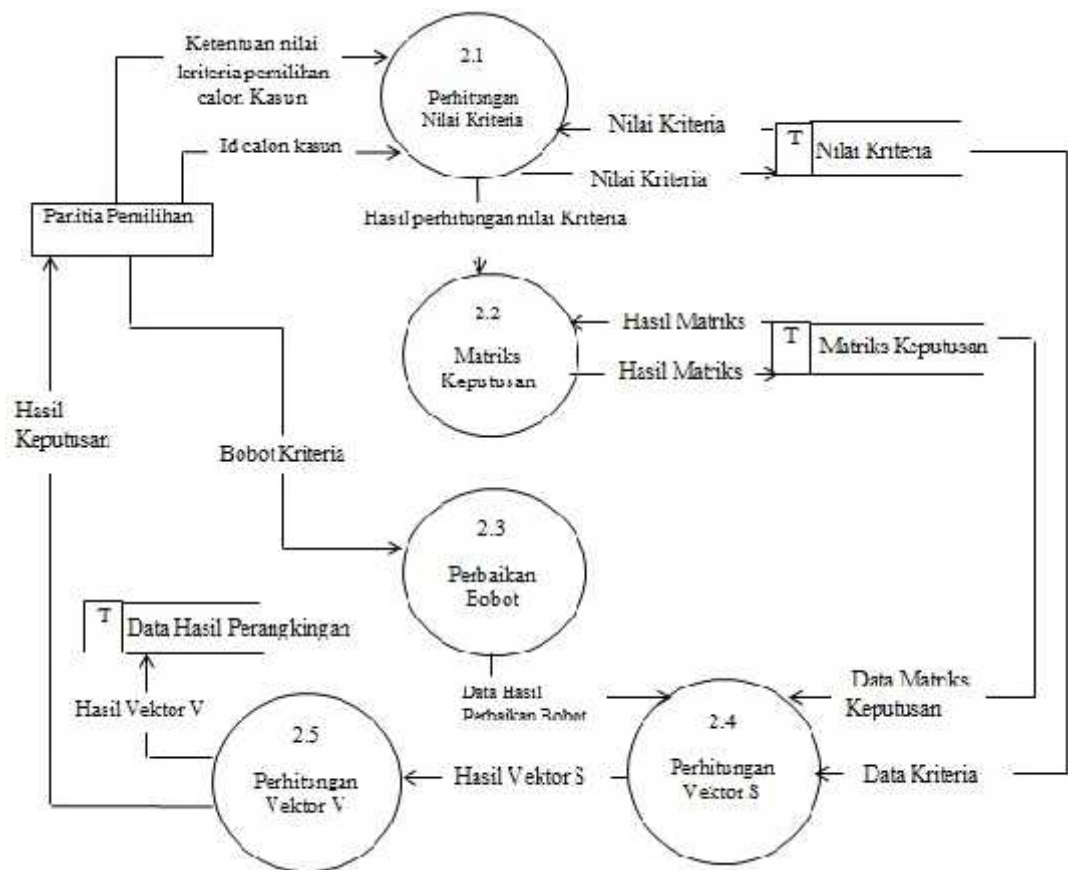 Ketentuan nilai
kriteria pemilihan
calon Kasun
2.1
Perhitungan
Nilai Kriteria
Nilai Kriteria
T
Nilai Kriteria
Id calon kasun
Nilai Kriteria
Panitia Pemilihan
Hasil perhitungan nilai Kriteria
2.2
Matriks
Keputusan
Hasil Matriks
T
Matriks Keputusan
Hasil Matriks
Hasil
Keputusan
Bobot Kriteria
2.3
Perbaikan
Bobot
T
Data Hasil Perangkingan
Hasil Vektor V
Data Hasil
Perbaikan Bobot
Data Matriks
Keputusan
2.5
Perhitungan
Vektor V
Hasil Vektor S
2.4
Perhitungan
Vektor S
Data Kriteria